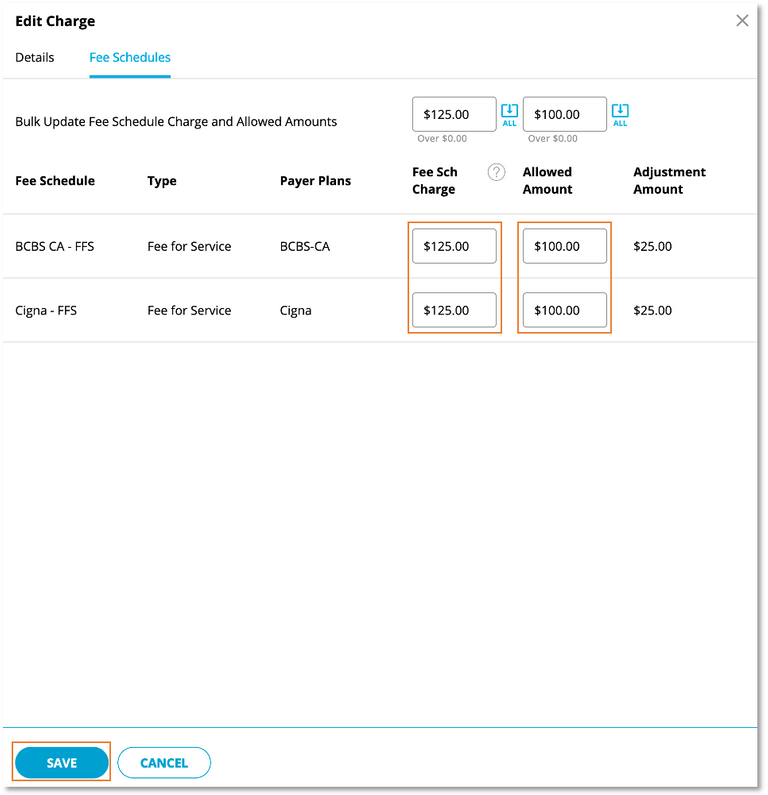 Edit Charge
Details Fee Schedules
Bulk Update Fee Schedule Charge and Allowed Amounts $125.00 ALL $100.00 ALL
Over $0.00 Over $0.00
Fee Schedule Type Payer Plans Fee Sch Charge ? Allowed Amount Adjustment Amount
BCBS CA - FFS Fee for Service BCBS-CA $125.00 $100.00 $25.00
Cigna - FFS Fee for Service Cigna $125.00 $100.00 $25.00
SAVE CANCEL